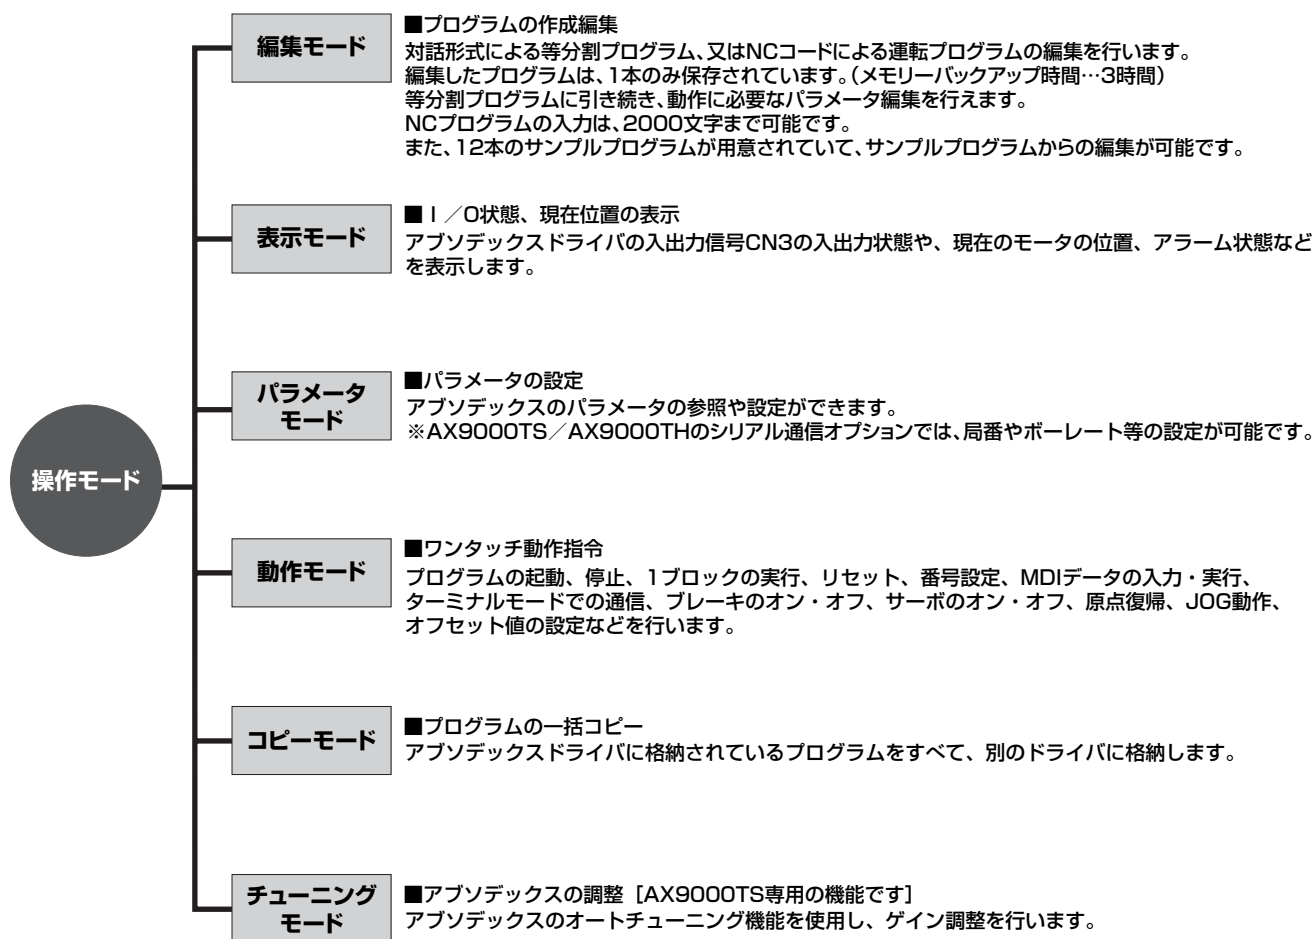 操作モード
編集モード
■プログラムの作成編集
対話形式による等分割プログラム、又はNCコードによる運転プログラムの編集を行います。
編集したプログラムは、1本のみ保存されています。（メモリーバックアップ時間…3時間）
等分割プログラムに引き続き、動作に必要なパラメータ編集を行えます。
NCプログラムの入力は、2000文字まで可能です。
また、12本のサンプルプログラムが用意されていて、サンプルプログラムからの編集が可能です。
表示モード
■Ｉ／O状態、現在位置の表示
アブソデックスドライバの入出力信号CN3の入出力状態や、現在のモータの位置、アラーム状態など
を表示します。
パラメータ
モード
■パラメータの設定
アブソデックスのパラメータの参照や設定ができます。
※AX9000TS／AX9000THのシリアル通信オプションでは、局番やボーレート等の設定が可能です。
動作モード
■ワンタッチ動作指令
プログラムの起動、停止、1ブロックの実行、リセット、番号設定、MDIデータの入力・実行、
ターミナルモードでの通信、ブレーキのオン・オフ、サーボのオン・オフ、原点復帰、JOG動作、
オフセット値の設定などを行います。
コピーモード
■プログラムの一括コピー
アブソデックスドライバに格納されているプログラムをすべて、別のドライバに格納します。
チューニング
モード
■アブソデックスの調整［AX9000TS専用の機能です］
アブソデックスのオートチューニング機能を使用し、ゲイン調整を行います。